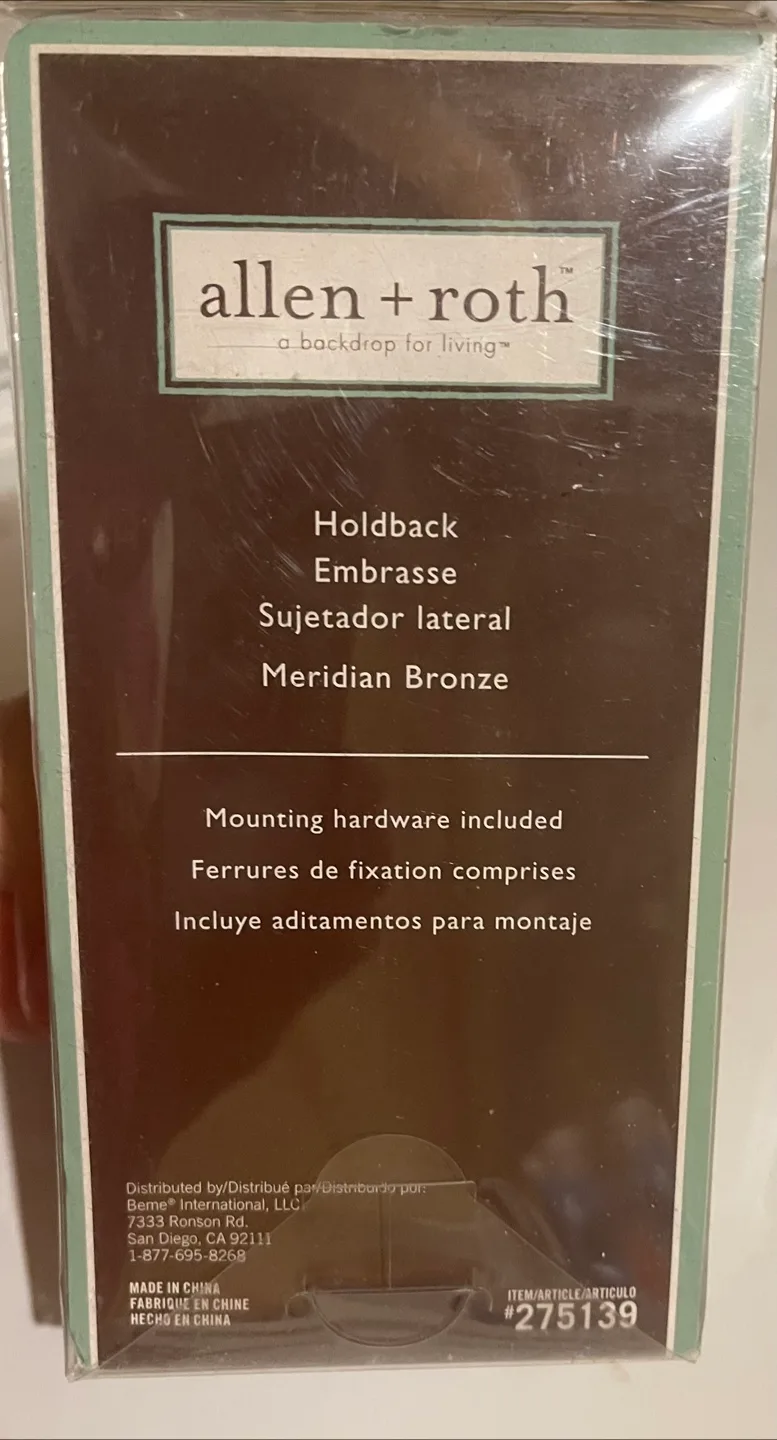 allen + roth™
a backdrop for living™
Holdback
Embrasse
Sujetador lateral
Meridian Bronze
Mounting hardware included
Ferrures de fixation comprises
Incluye aditamentos para montaje
Distributed by/Distribué par/Distribuido por:
Beme® International, LLC
7333 Ronson Rd.
San Diego, CA 92111
1-877-695-8268
MADE IN CHINA
FABRIQUE EN CHINE
HECHO EN CHINA
ITEM/ARTICLE/ARTICULO
#275139